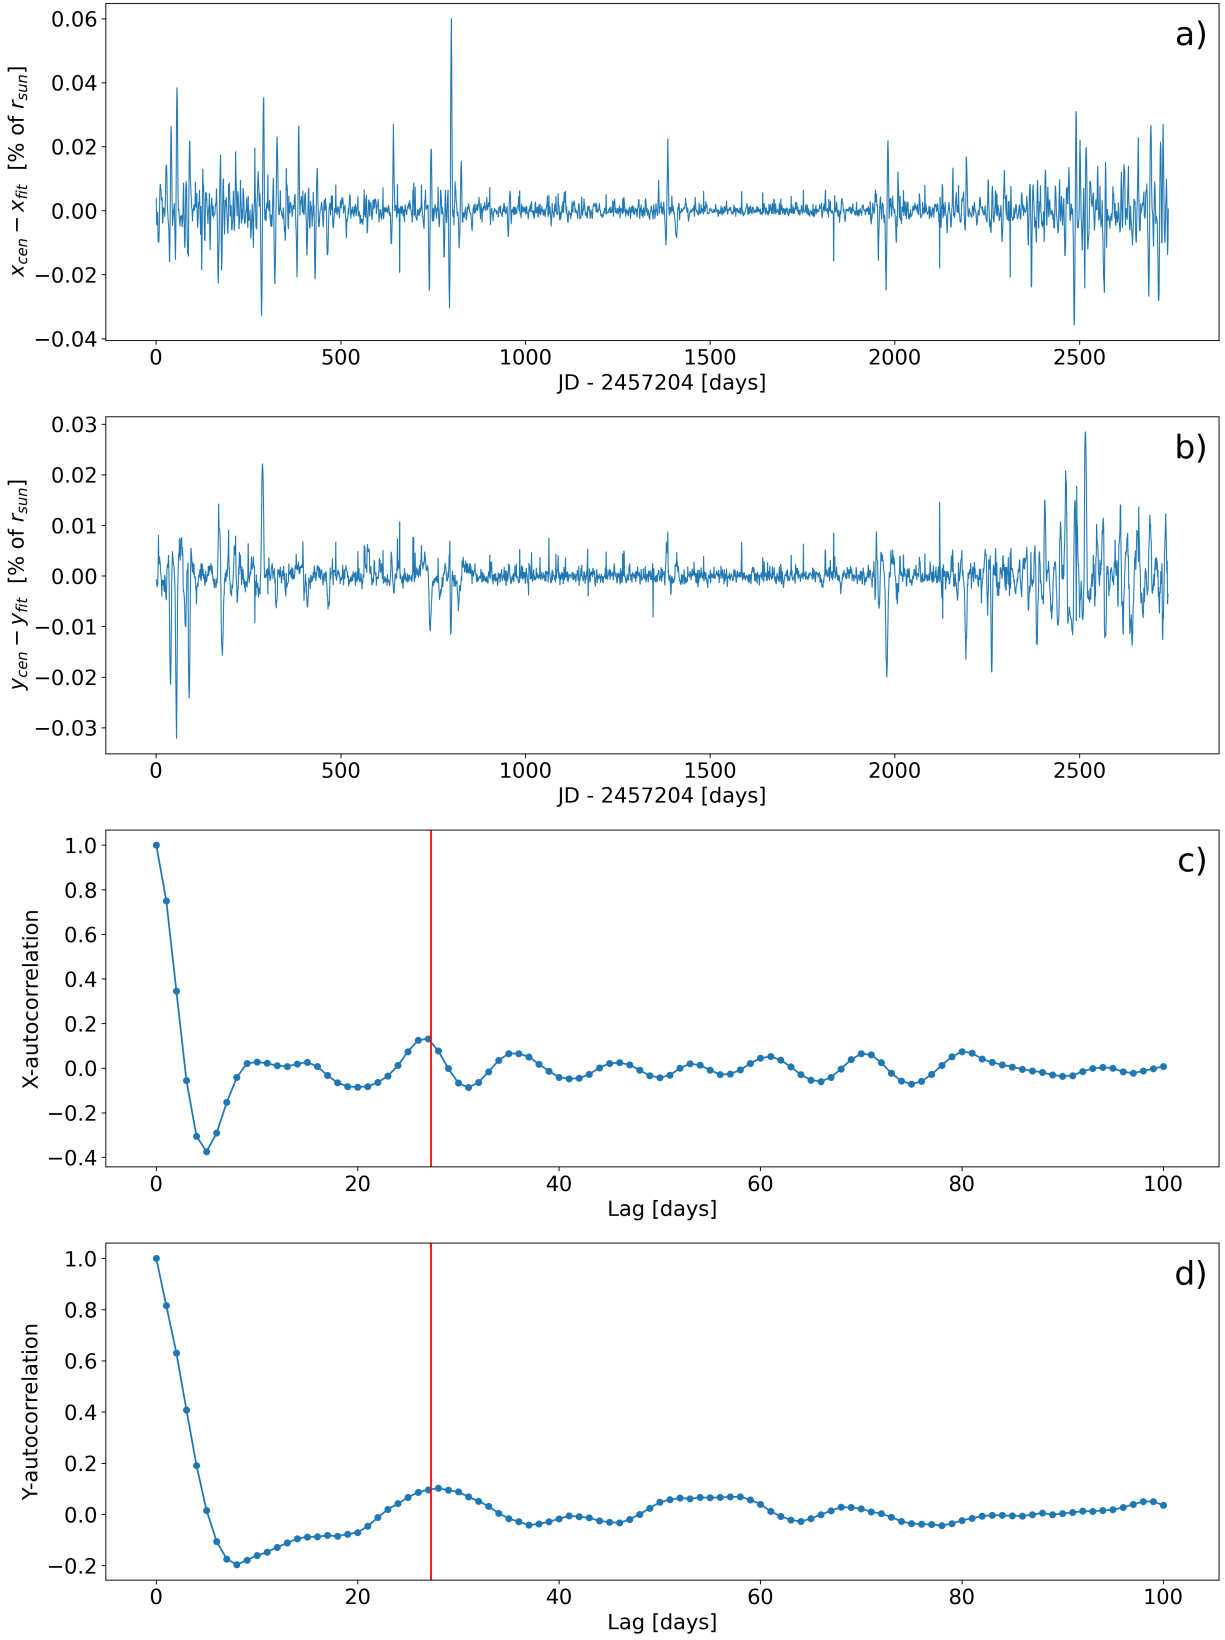 a)
0.06
0.04
0.02
0.00
−0.02
−0.04
x_cen − x_fit [% of r_sun]
0 500 1000 1500 2000 2500
JD - 2457204 [days]
b)
0.03
0.02
0.01
0.00
−0.01
−0.02
−0.03
y_cen − y_fit [% of r_sun]
0 500 1000 1500 2000 2500
JD - 2457204 [days]
c)
1.0
0.8
0.6
0.4
0.2
0.0
−0.2
−0.4
X-autocorrelation
0 20 40 60 80 100
Lag [days]
d)
1.0
0.8
0.6
0.4
0.2
0.0
−0.2
Y-autocorrelation
0 20 40 60 80 100
Lag [days]